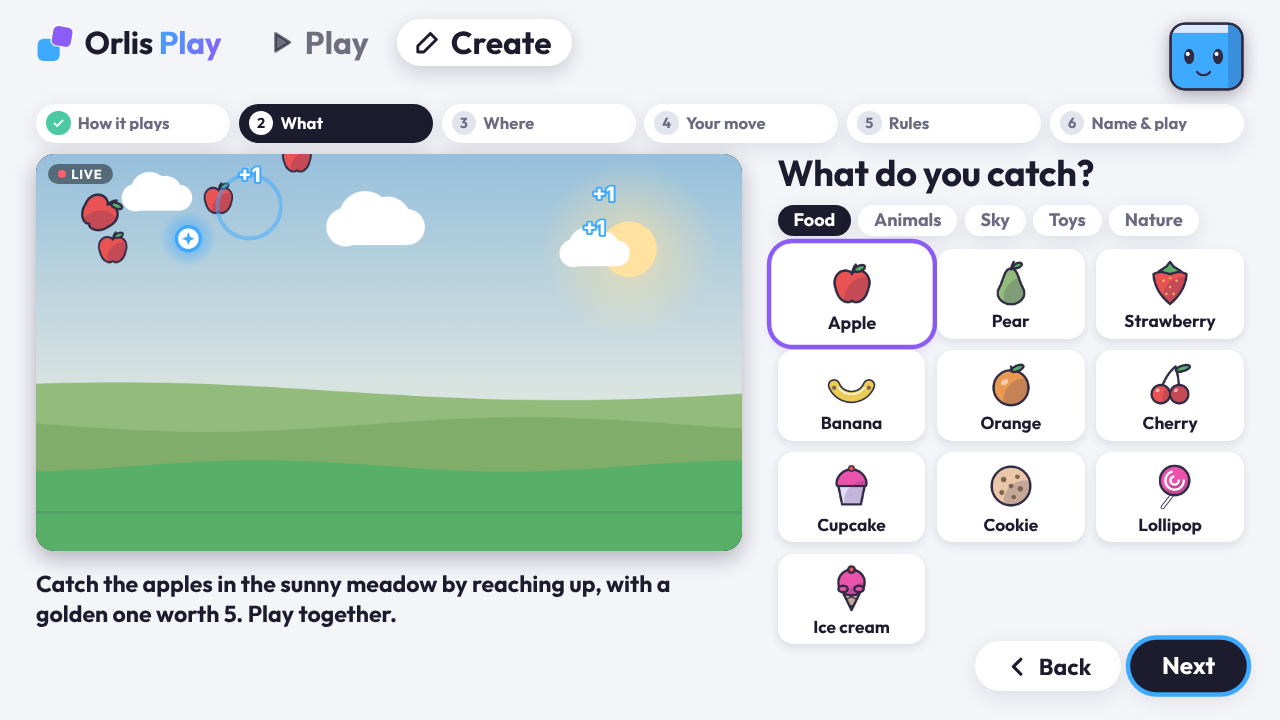 Orlis Play
Play
Create
How it plays
2 What
3 Where
4 Your move
5 Rules
6 Name & play
LIVE
+1
+1
+1
What do you catch?
Food
Animals
Sky
Toys
Nature
Apple
Pear
Strawberry
Banana
Orange
Cherry
Cupcake
Cookie
Lollipop
Ice cream
Catch the apples in the sunny meadow by reaching up, with a
golden one worth 5. Play together.
Back
Next